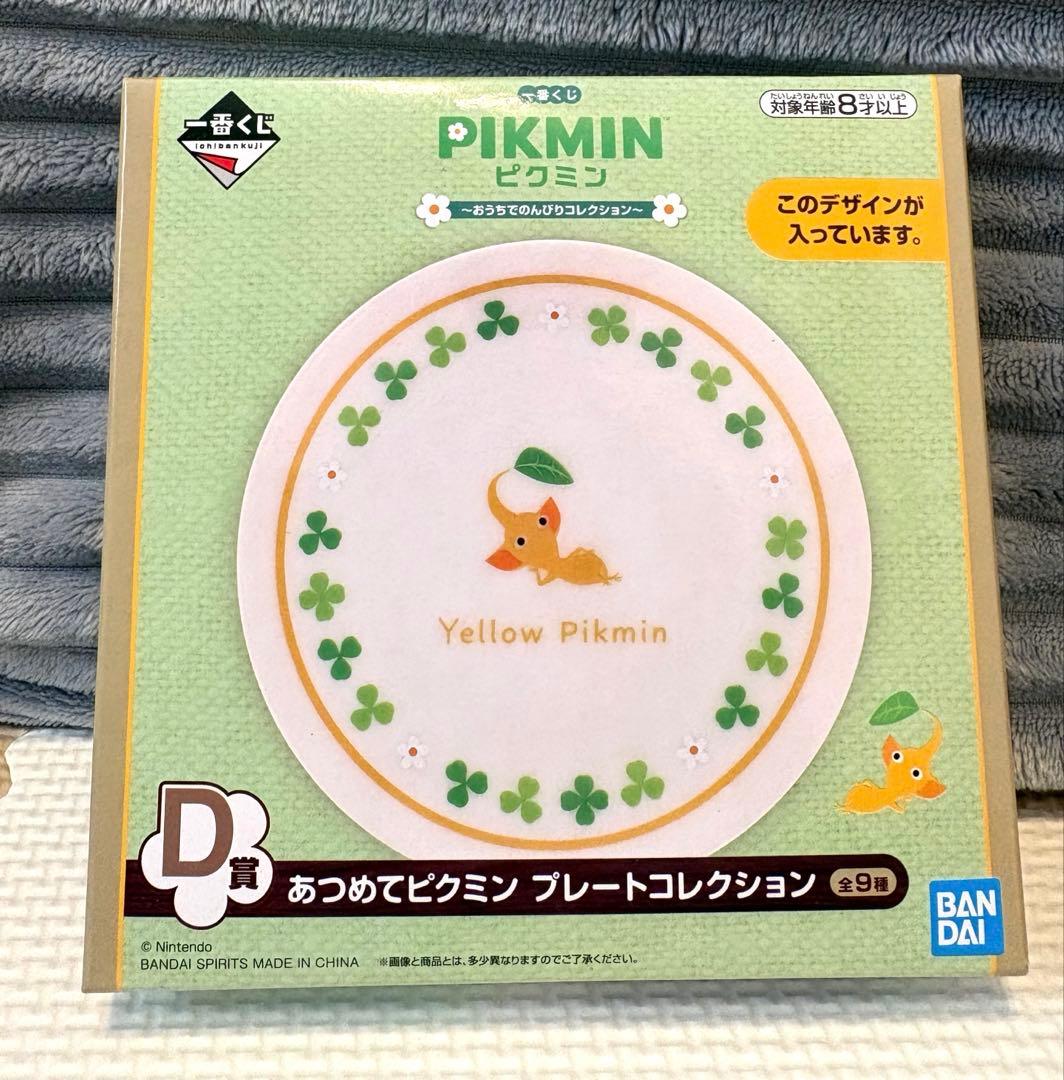 一番くじ
ichibankuji
一番くじ
PIKMIN
ピクミン
～おうちでのんびりコレクション～
たいしょうねんれい さい い じょう
対象年齢8才以上
このデザインが
入っています。
Yellow Pikmin
D賞
あつめてピクミン プレートコレクション 全9種
BAN
DAI
© Nintendo
BANDAI SPIRITS MADE IN CHINA ※画像と商品とは、多少異なりますのでご了承ください。